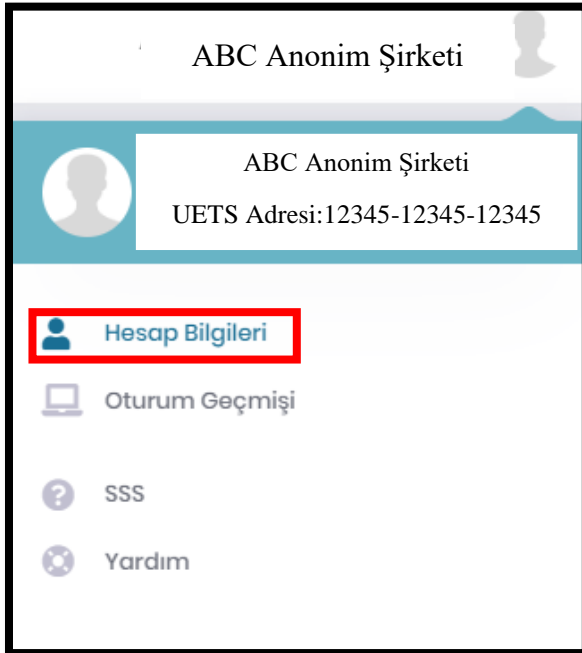 ABC Anonim Şirketi
ABC Anonim Şirketi
UETS Adresi:12345-12345-12345
Hesap Bilgileri
Oturum Geçmişi
SSS
Yardım